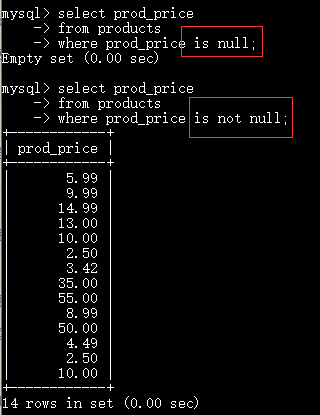 mysql> select prod_price
    -> from products
    -> where prod_price is null;
Empty set (0.00 sec)
mysql> select prod_price
    -> from products
    -> where prod_price is not null;
+------------+
| prod_price |
+------------+
|       5.99 |
|       9.99 |
|      14.99 |
|      13.00 |
|      10.00 |
|       2.50 |
|       3.42 |
|      35.00 |
|      55.00 |
|       8.99 |
|      50.00 |
|       4.49 |
|       2.50 |
|      10.00 |
+------------+
14 rows in set (0.00 sec)